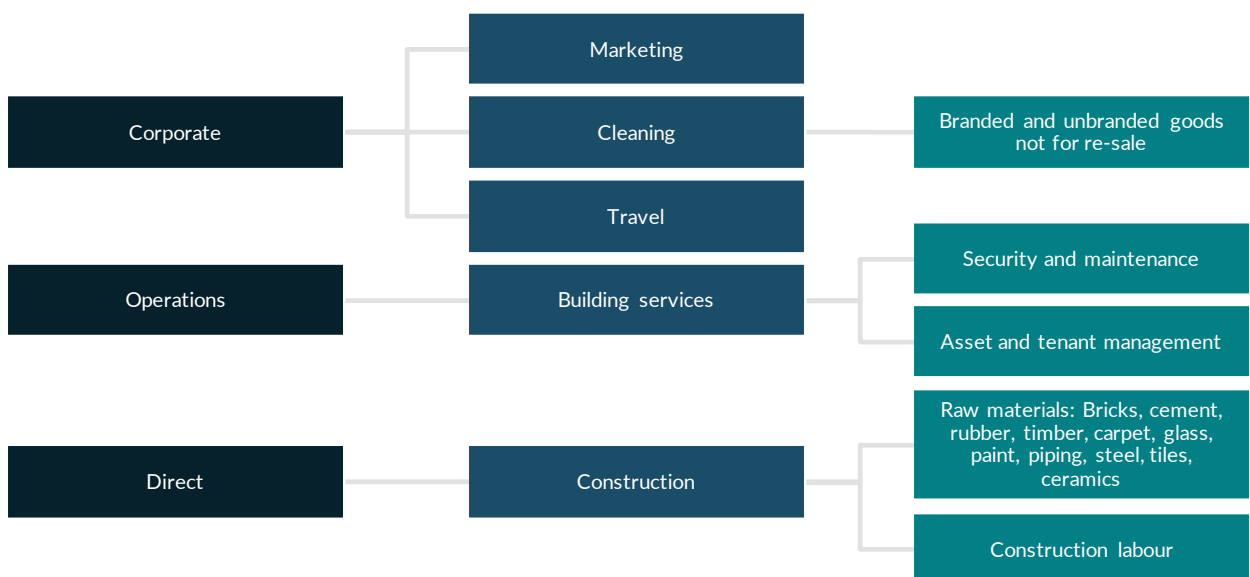 Marketing
Corporate
Cleaning
Branded and unbranded goods
not for re-sale
Travel
Security and maintenance
Operations
Building services
Asset and tenant management
Raw materials: Bricks, cement,
rubber, timber, carpet, glass,
paint, piping, steel, tiles,
ceramics
Direct
Construction
Construction labour